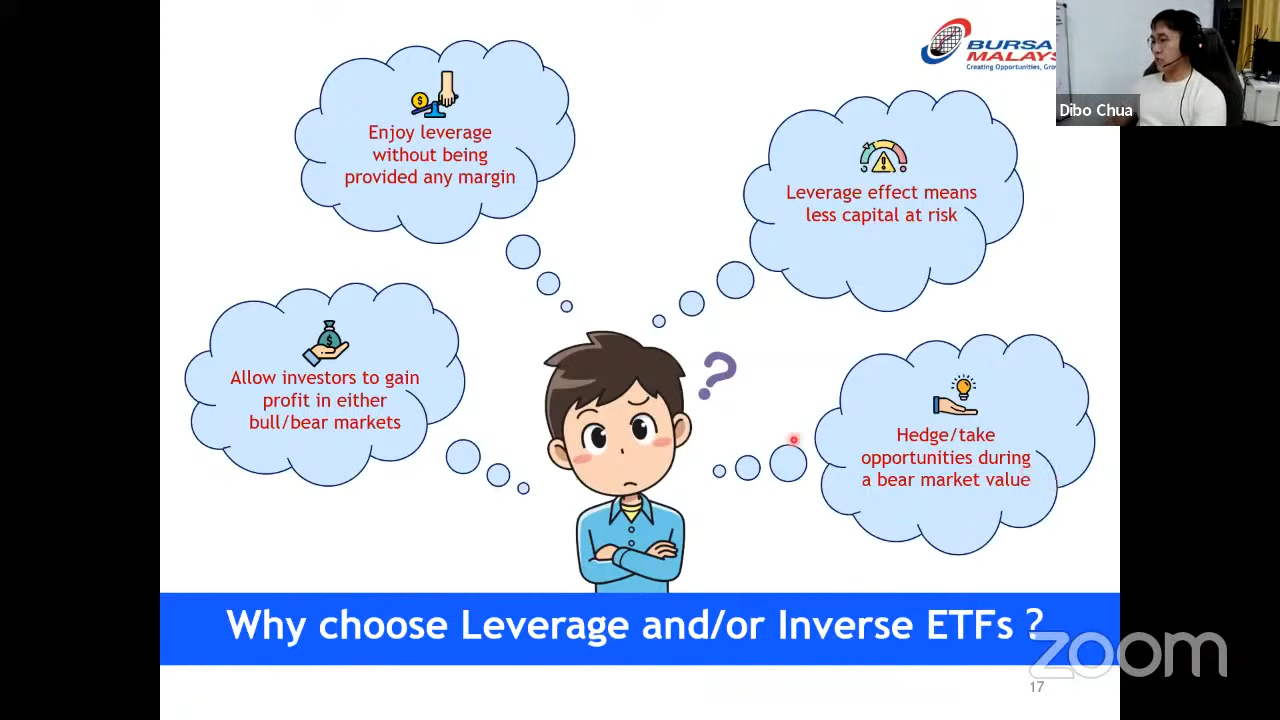 BURSA
MALAYS
Creating Opportunities, Grow
Dibo Chua
Enjoy leverage
without being
provided any margin
Leverage effect means
less capital at risk
Allow investors to gain
profit in either
bull/bear markets
?
Hedge/take
opportunities during
a bear market value
Why choose Leverage and/or Inverse ETFs ?
zoom
17